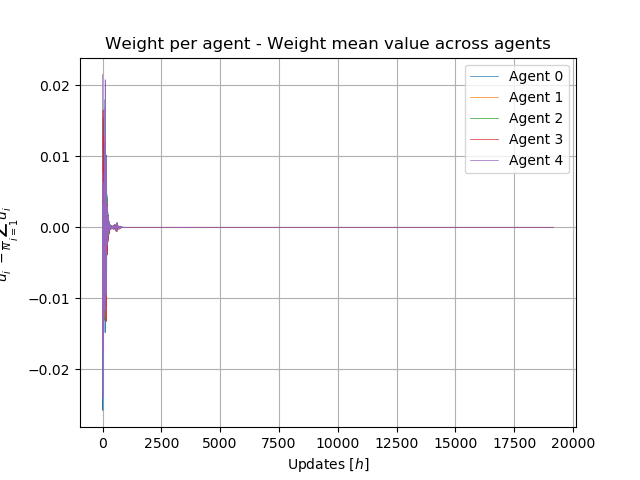 Weight per agent - Weight mean value across agents
0.02
0.01
0.00
−0.01
−0.02
Agent 0
Agent 1
Agent 2
Agent 3
Agent 4
0 2500 5000 7500 10000 12500 15000 17500 20000
Updates [h]